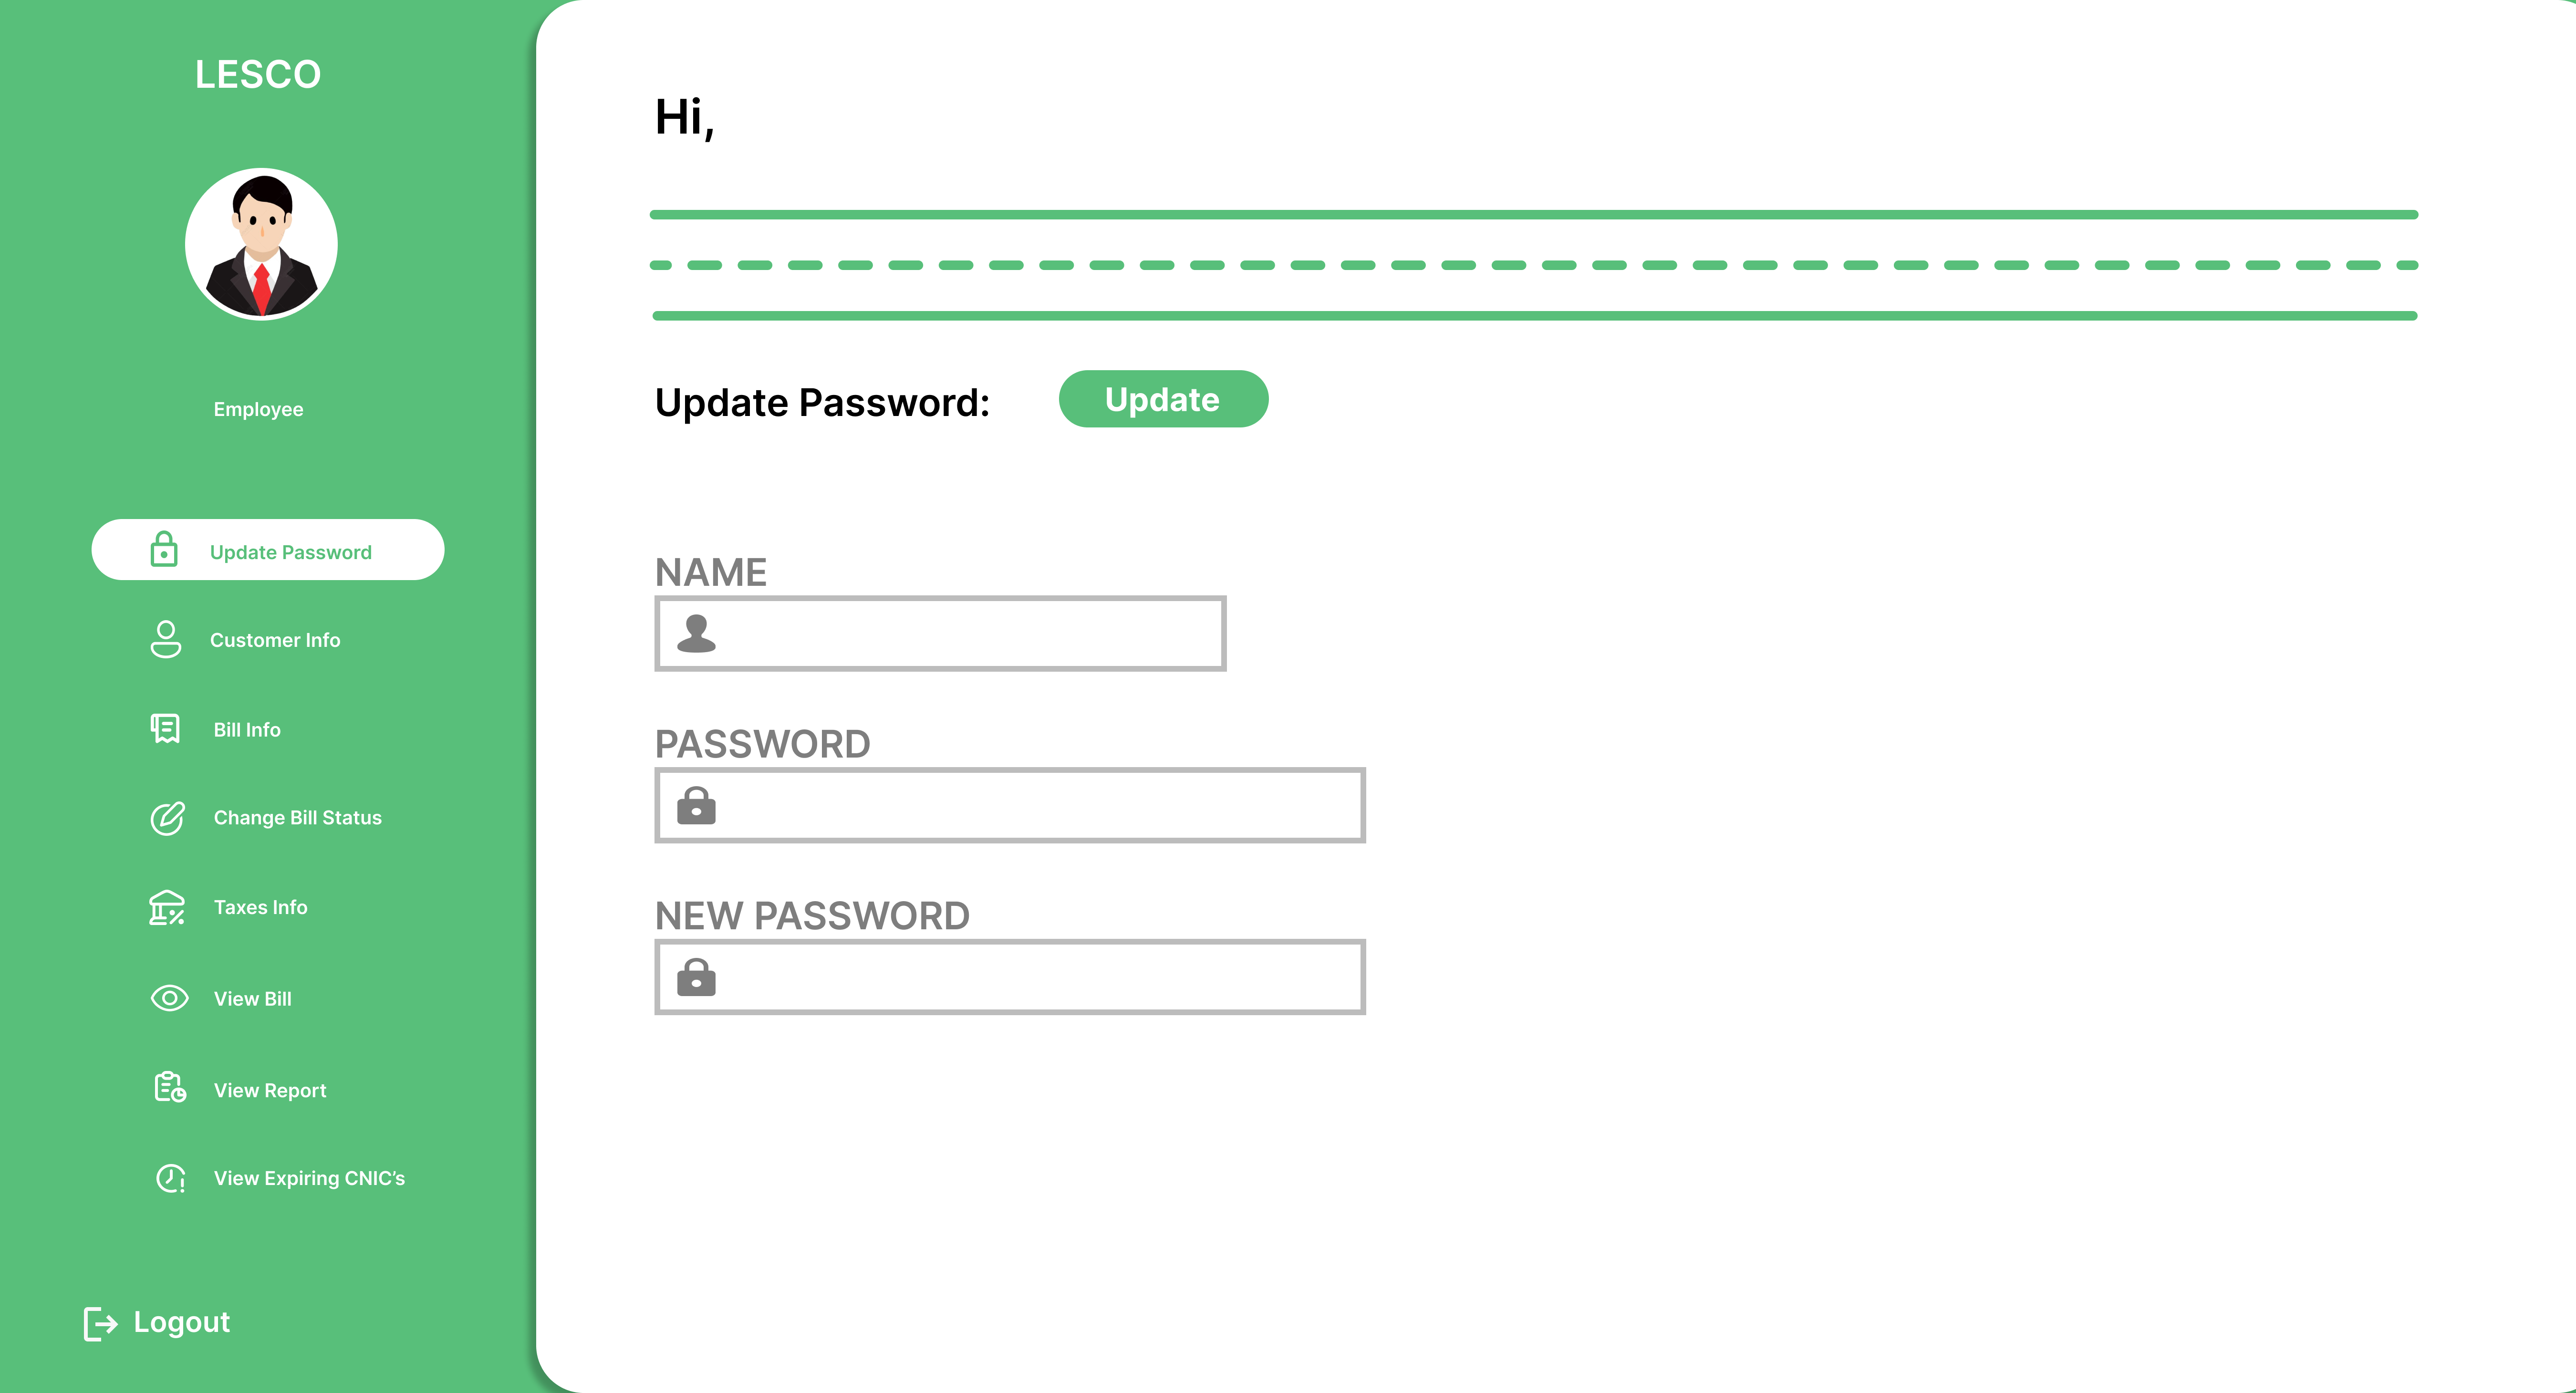 LESCO
Employee
Update Password
Customer Info
Bill Info
Change Bill Status
Taxes Info
View Bill
View Report
View Expiring CNIC’s
Logout
Hi,
Update Password:
Update
NAME
PASSWORD
NEW PASSWORD